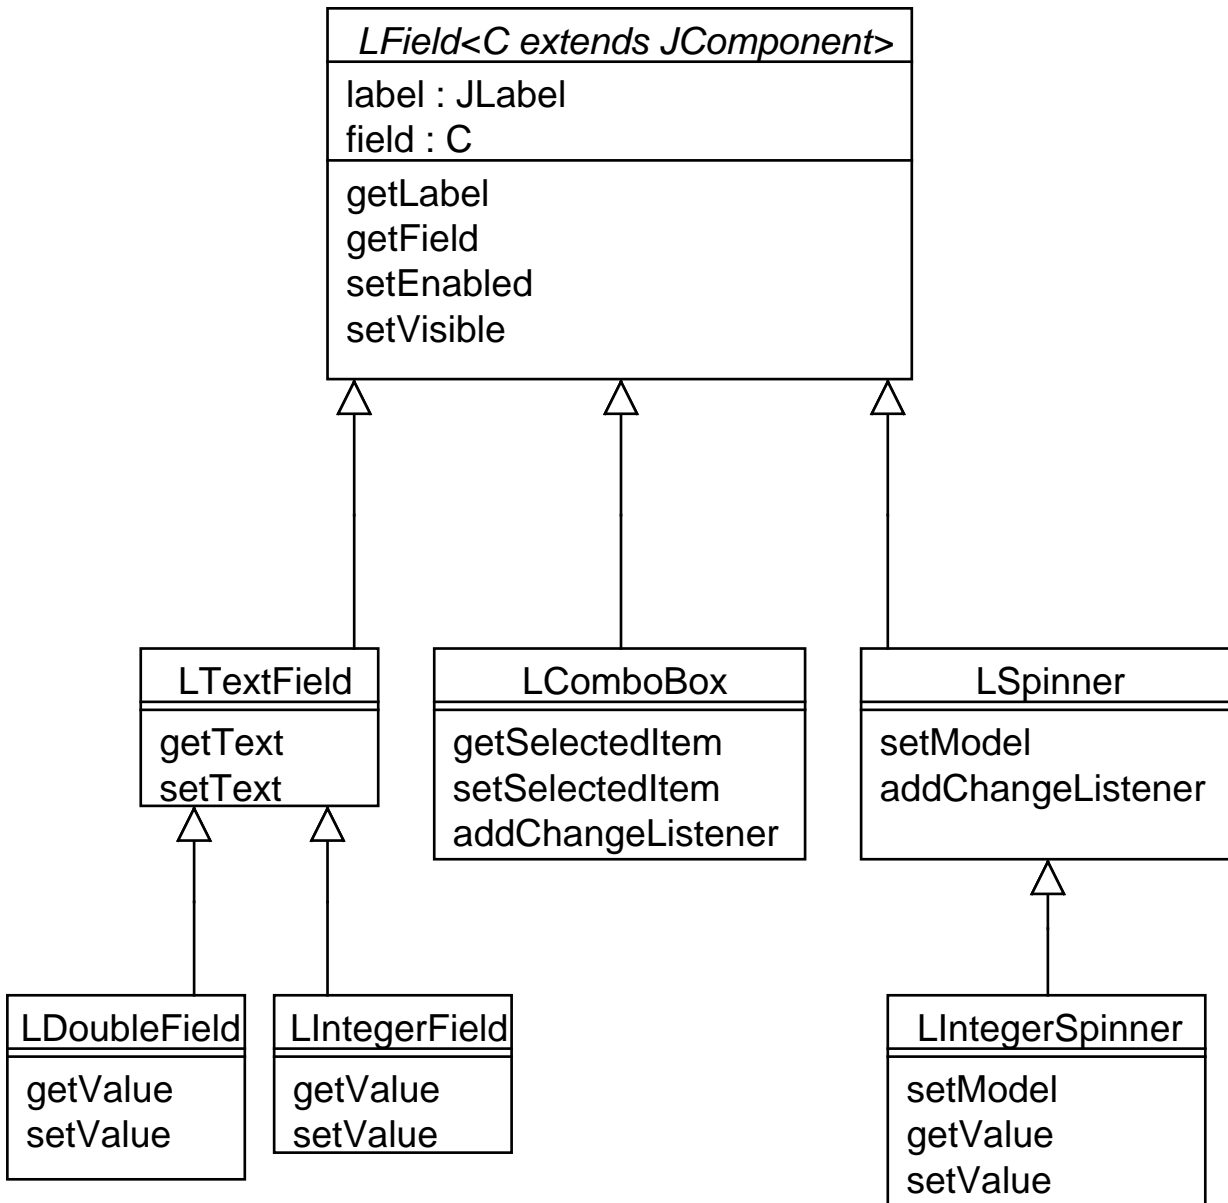 LField<C extends JComponent>
label : JLabel
field : C
getLabel
getField
setEnabled
setVisible
LTextField
getText
setText
LComboBox
getSelectedItem
setSelectedItem
addChangeListener
LSpinner
setModel
addChangeListener
LDoubleField
getValue
setValue
LIntegerField
getValue
setValue
LIntegerSpinner
setModel
getValue
setValue